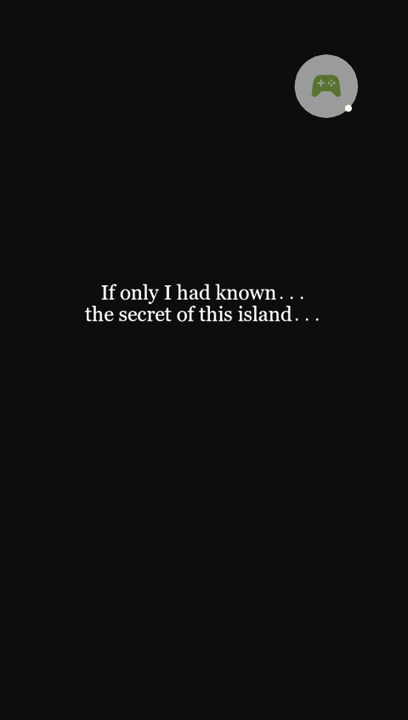 If only I had known...
the secret of this island...